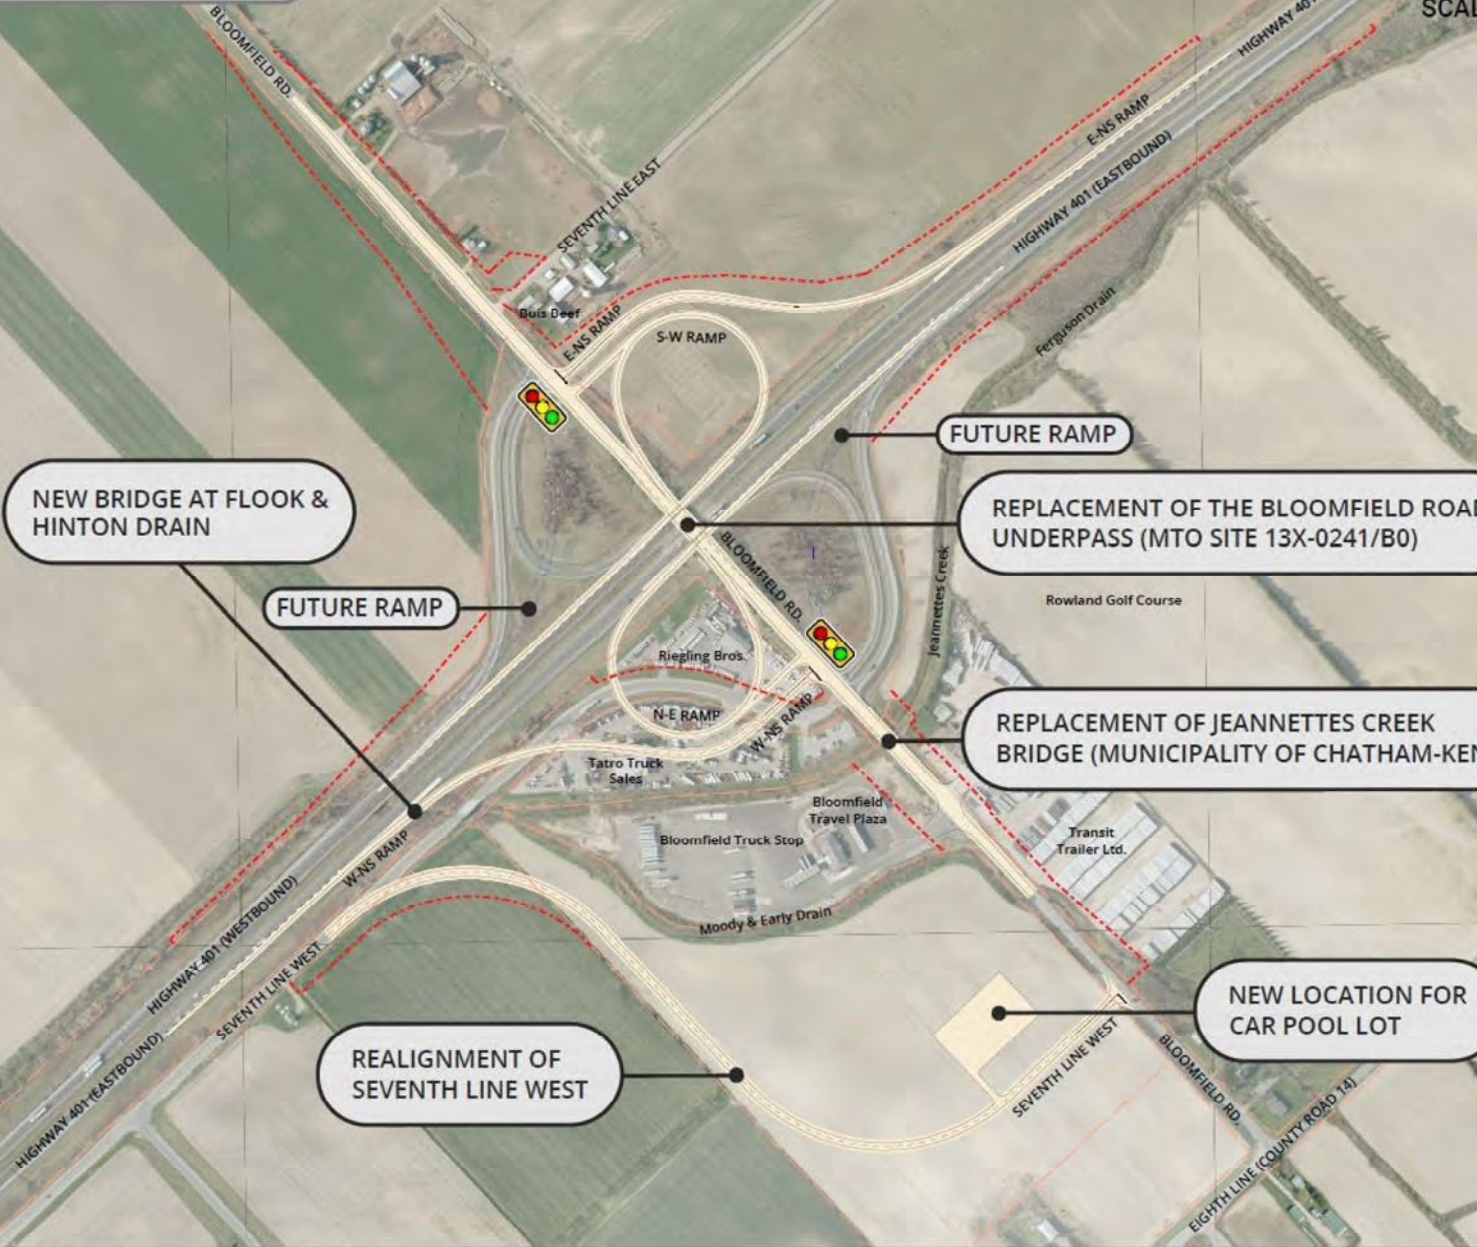 SCAL
BLOOMFIELD RD.
HIGHWAY 401
E-NS RAMP
HIGHWAY 401 (EASTBOUND)
SEVENTH LINE EAST
Buis Beef
E-NS RAMP
S-W RAMP
Ferguson Drain
FUTURE RAMP
NEW BRIDGE AT FLOOK &
HINTON DRAIN
REPLACEMENT OF THE BLOOMFIELD ROAD
UNDERPASS (MTO SITE 13X-0241/B0)
BLOOMFIELD RD.
Jeannettes Creek
Rowland Golf Course
FUTURE RAMP
Riegling Bros.
N-E RAMP
W-NS RAMP
REPLACEMENT OF JEANNETTES CREEK
BRIDGE (MUNICIPALITY OF CHATHAM-KEN
Tatro Truck
Sales
Bloomfield
Travel Plaza
Bloomfield Truck Stop
Transit
Trailer Ltd.
W-NS RAMP
Moody & Early Drain
HIGHWAY 401 (WESTBOUND)
SEVENTH LINE WEST
HIGHWAY 401 (EASTBOUND)
NEW LOCATION FOR
CAR POOL LOT
REALIGNMENT OF
SEVENTH LINE WEST
SEVENTH LINE WEST
BLOOMFIELD RD.
EIGHTH LINE (COUNTY ROAD 14)